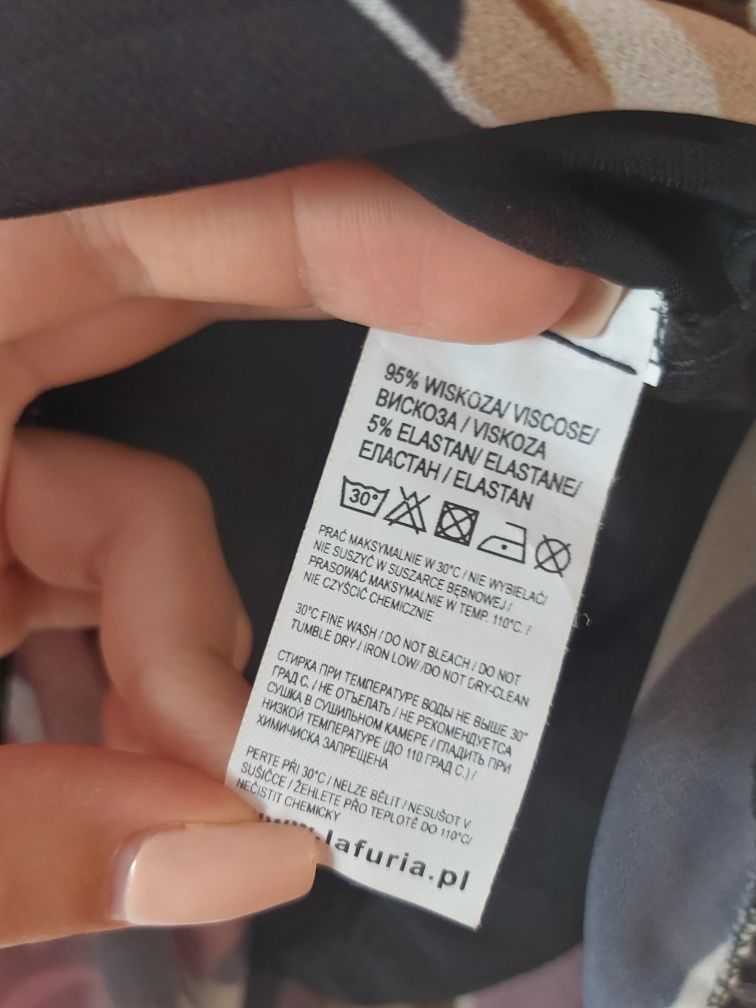 95% WISKOZA/ VISCOSE/
ВИСКОЗА / VISKOZA
5% ELASTAN/ ELASTANE/
ЕЛАСТАН / ELASTAN
30°
PRAĆ MAKSYMALNIE W 30°C / NIE WYBIELAĆ/
NIE SUSZYĆ W SUSZARCE BĘBNOWEJ /
PRASOWAĆ MAKSYMALNIE W TEMP. 110°C. /
NIE CZYŚCIĆ CHEMICZNIE
30°C FINE WASH / DO NOT BLEACH / DO NOT
TUMBLE DRY / IRON LOW/ /DO NOT DRY-CLEAN
СТИРКА ПРИ ТЕМПЕРАТУРЕ ВОДЫ НЕ ВЫШЕ 30°
ГРАД С. / НЕ ОТЪЕЛАТЬ / НЕ РЕКОМЕНДУЕТСА
СУШКА В СУШИЛЬНОМ КАМЕРЕ / ГЛАДИТЬ ПРИ
НИЗКОЙ ТЕМПЕРАТУРЕ (ДО 110 ГРАД С.) /
ХИМИЧИСКА ЗАПРЕЩЕНА
PERTE PŘI 30°C / NELZE BĚLIT / NESUŠOT V
SUŠIČCE / ŽEHLETE PŘO TEPLOTĚ DO 110°C/
NEČISTIT CHEMICKY
www.lafuria.pl